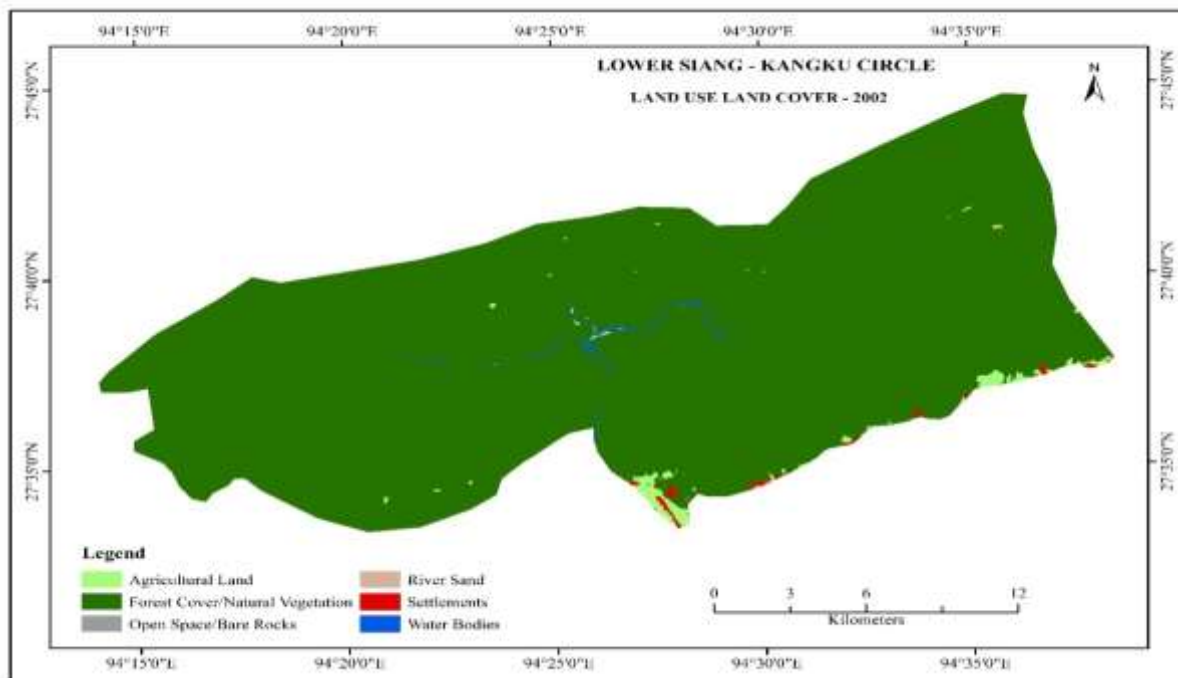 94°15'0"E 94°20'0"E 94°25'0"E 94°30'0"E 94°35'0"E
LOWER SIANG - KANGKU CIRCLE
LAND USE LAND COVER - 2002
N
27°45'0"N
27°45'0"N
27°40'0"N
27°40'0"N
27°35'0"N
27°35'0"N
Legend
Agricultural Land
Forest Cover/Natural Vegetation
Open Space/Bare Rocks
River Sand
Settlements
Water Bodies
0 3 6 12
Kilometers
94°15'0"E 94°20'0"E 94°25'0"E 94°30'0"E 94°35'0"E